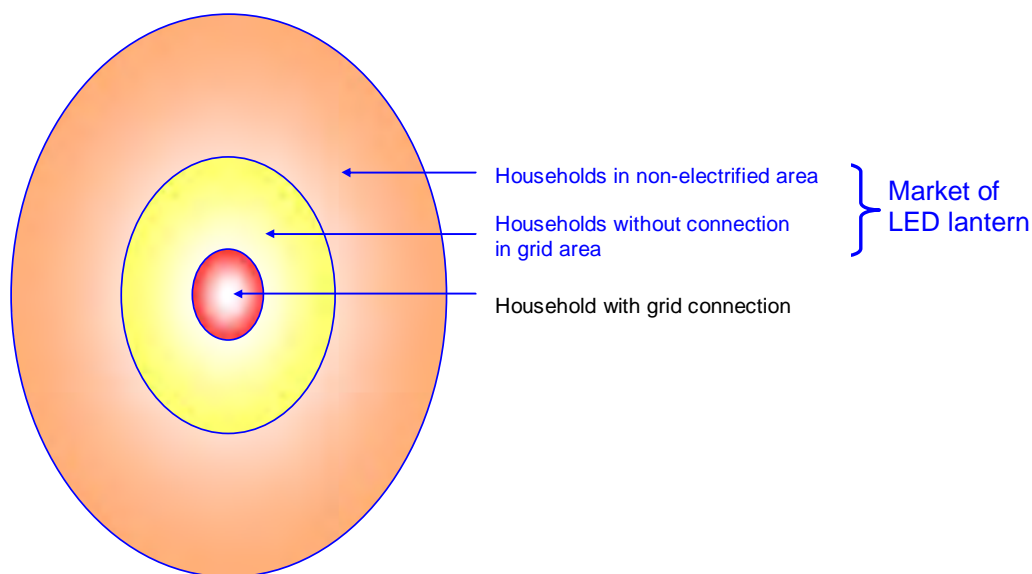 Households in non-electrified area
Households without connection
in grid area
Household with grid connection
Market of
LED lantern